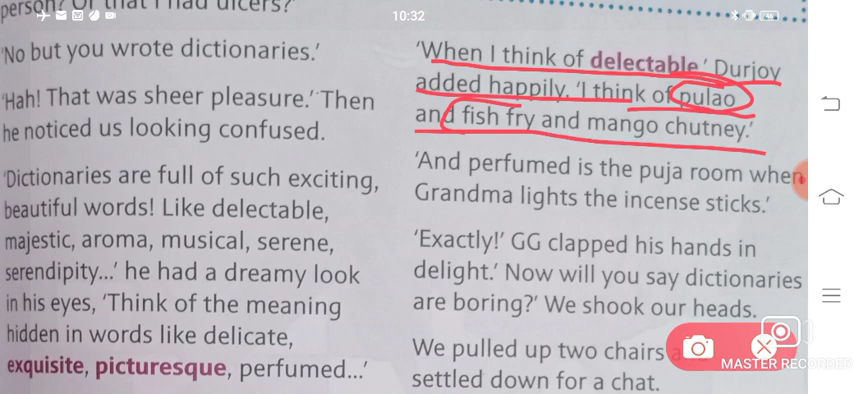 person? Or that I had ulcers?'
10:32
'No but you wrote dictionaries.'
'Hah! That was sheer pleasure.' Then
he noticed us looking confused.
'Dictionaries are full of such exciting,
beautiful words! Like delectable,
majestic, aroma, musical, serene,
serendipity...' he had a dreamy look
in his eyes, 'Think of the meaning
hidden in words like delicate,
exquisite, picturesque, perfumed...'
'When I think of delectable,' Durjoy
added happily. 'I think of pulao
and fish fry and mango chutney.'
'And perfumed is the puja room when
Grandma lights the incense sticks.'
'Exactly!' GG clapped his hands in
delight.' Now will you say dictionaries
are boring?' We shook our heads.
We pulled up two chairs
settled down for a chat.
MASTER RECORDER